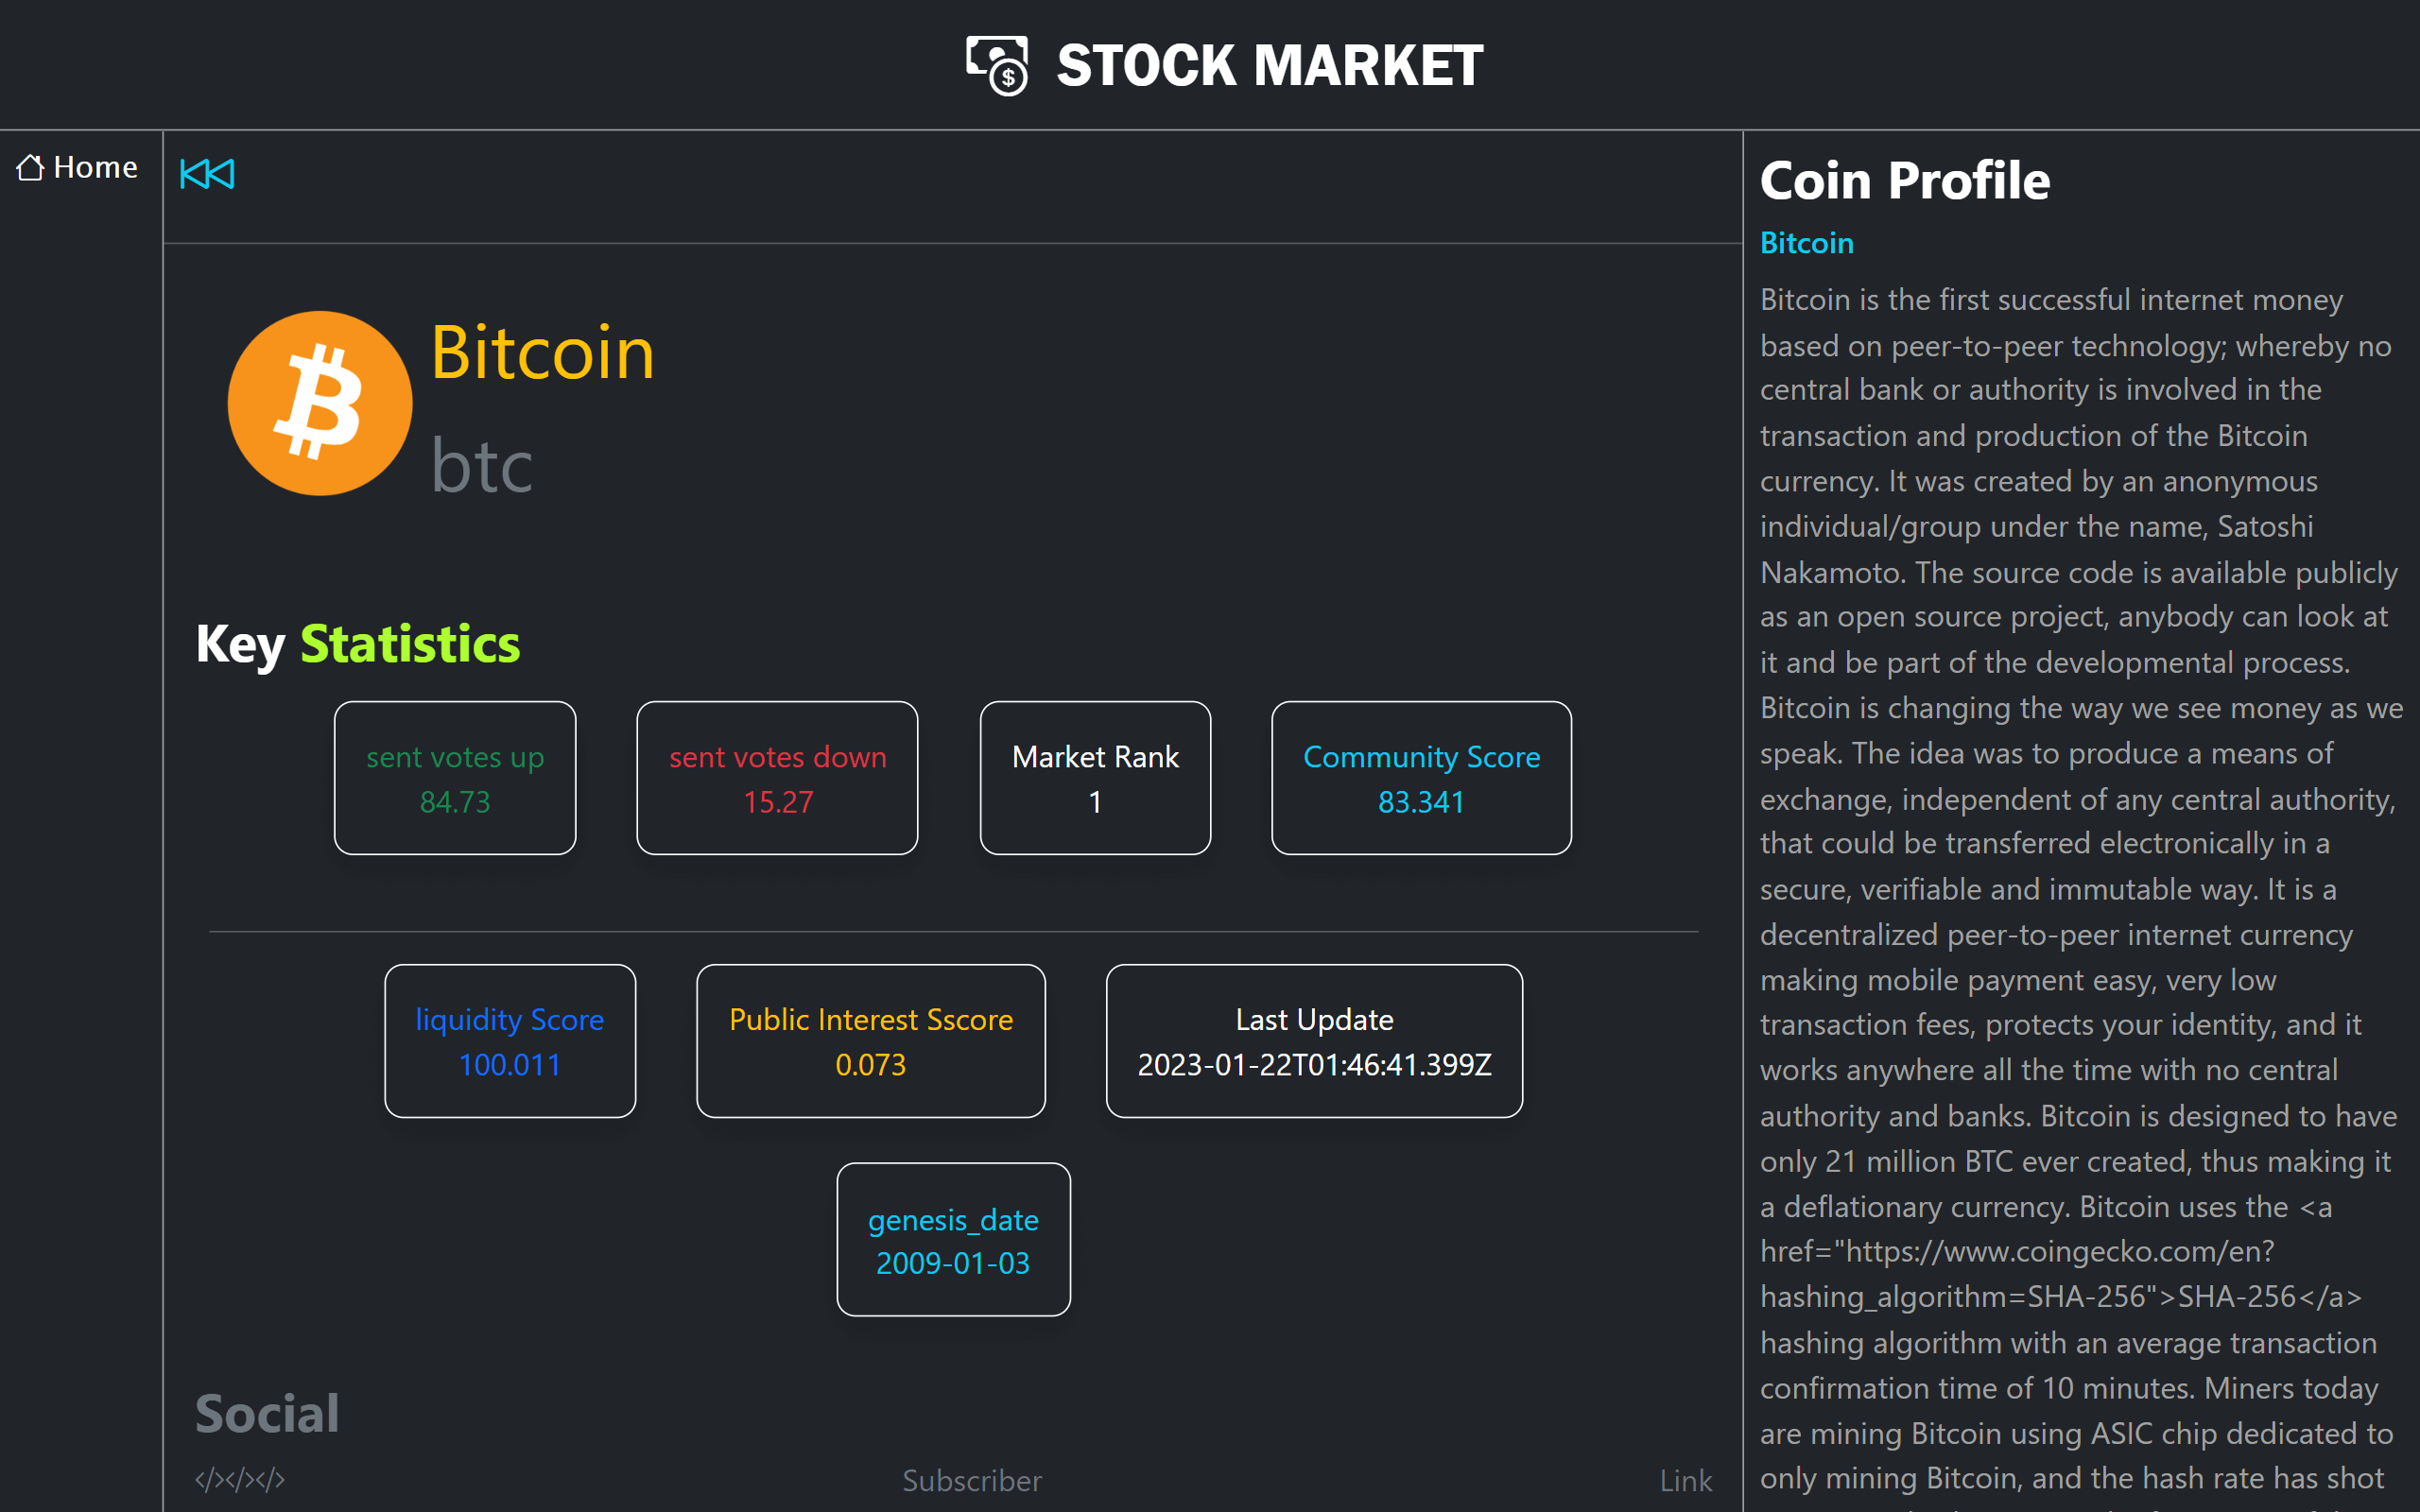 STOCK MARKET
Home
Bitcoin
btc
Key Statistics
sent votes up
84.73
sent votes down
15.27
Market Rank
1
Community Score
83.341
liquidity Score
100.011
Public Interest Sscore
0.073
Last Update
2023-01-22T01:46:41.399Z
genesis_date
2009-01-03
Social
</></></>
Subscriber
Link
Coin Profile
Bitcoin
Bitcoin is the first successful internet money
based on peer-to-peer technology; whereby no
central bank or authority is involved in the
transaction and production of the Bitcoin
currency. It was created by an anonymous
individual/group under the name, Satoshi
Nakamoto. The source code is available publicly
as an open source project, anybody can look at
it and be part of the developmental process.
Bitcoin is changing the way we see money as we
speak. The idea was to produce a means of
exchange, independent of any central authority,
that could be transferred electronically in a
secure, verifiable and immutable way. It is a
decentralized peer-to-peer internet currency
making mobile payment easy, very low
transaction fees, protects your identity, and it
works anywhere all the time with no central
authority and banks. Bitcoin is designed to have
only 21 million BTC ever created, thus making it
a deflationary currency. Bitcoin uses the <a
href="https://www.coingecko.com/en?
hashing_algorithm=SHA-256">SHA-256</a>
hashing algorithm with an average transaction
confirmation time of 10 minutes. Miners today
are mining Bitcoin using ASIC chip dedicated to
only mining Bitcoin, and the hash rate has shot